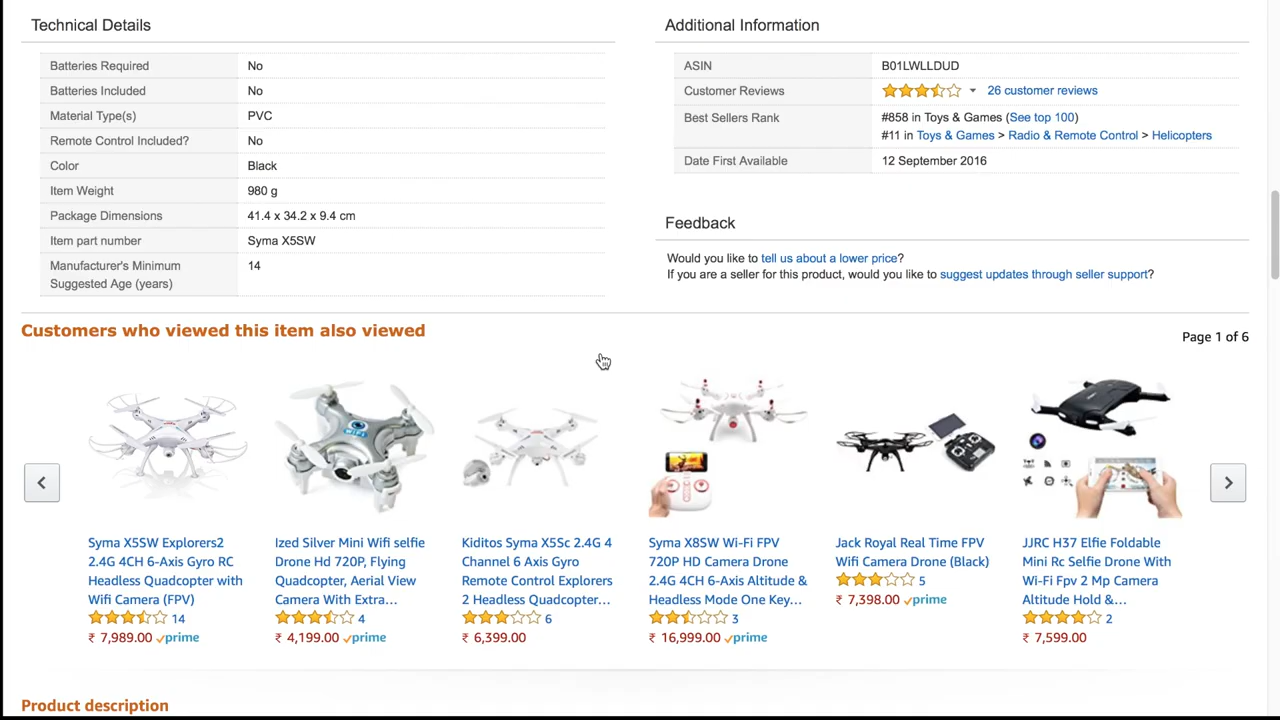 Technical Details
Batteries Required No
Batteries Included No
Material Type(s) PVC
Remote Control Included? No
Color Black
Item Weight 980 g
Package Dimensions 41.4 x 34.2 x 9.4 cm
Item part number Syma X5SW
Manufacturer's Minimum 14
Suggested Age (years)
Additional Information
ASIN B01LWLLDUD
Customer Reviews 26 customer reviews
Best Sellers Rank #858 in Toys & Games (See top 100)
#11 in Toys & Games > Radio & Remote Control > Helicopters
Date First Available 12 September 2016
Feedback
Would you like to tell us about a lower price?
If you are a seller for this product, would you like to suggest updates through seller support?
Customers who viewed this item also viewed
Page 1 of 6
WIFI
Syma X5SW Explorers2
2.4G 4CH 6-Axis Gyro RC
Headless Quadcopter with
Wifi Camera (FPV)
14
₹ 7,989.00 prime
Ized Silver Mini Wifi selfie
Drone Hd 720P, Flying
Quadcopter, Aerial View
Camera With Extra...
4
₹ 4,199.00 prime
Kiditos Syma X5Sc 2.4G 4
Channel 6 Axis Gyro
Remote Control Explorers
2 Headless Quadcopter...
6
₹ 6,399.00
Syma X8SW Wi-Fi FPV
720P HD Camera Drone
2.4G 4CH 6-Axis Altitude &
Headless Mode One Key...
3
₹ 16,999.00 prime
Jack Royal Real Time FPV
Wifi Camera Drone (Black)
5
₹ 7,398.00 prime
JJRC H37 Elfie Foldable
Mini Rc Selfie Drone With
Wi-Fi Fpv 2 Mp Camera
Altitude Hold &...
2
₹ 7,599.00
Product description